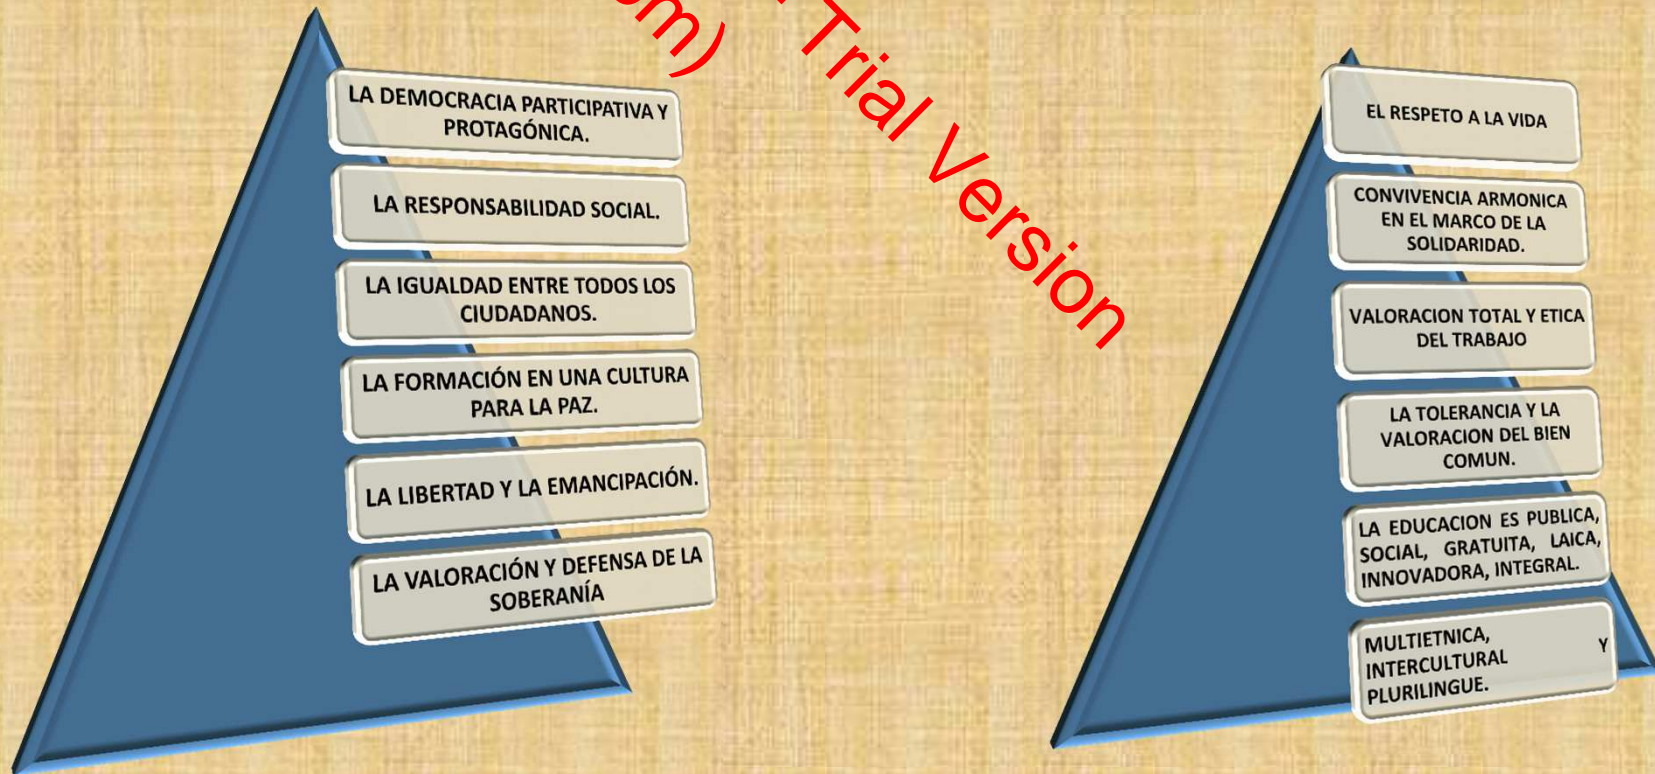 LA DEMOCRACIA PARTICIPATIVA Y
PROTAGÓNICA.
LA RESPONSABILIDAD SOCIAL.
LA IGUALDAD ENTRE TODOS LOS
CIUDADANOS.
LA FORMACIÓN EN UNA CULTURA
PARA LA PAZ.
LA LIBERTAD Y LA EMANCIPACIÓN.
LA VALORACIÓN Y DEFENSA DE LA
SOBERANÍA
om)
Trial Version
EL RESPETO A LA VIDA
CONVIVENCIA ARMONICA
EN EL MARCO DE LA
SOLIDARIDAD.
VALORACION TOTAL Y ETICA
DEL TRABAJO
LA TOLERANCIA Y LA
VALORACION DEL BIEN
COMUN.
LA EDUCACION ES PUBLICA,
SOCIAL, GRATUITA, LAICA,
INNOVADORA, INTEGRAL.
MULTIETNICA,
INTERCULTURAL Y
PLURILINGUE.